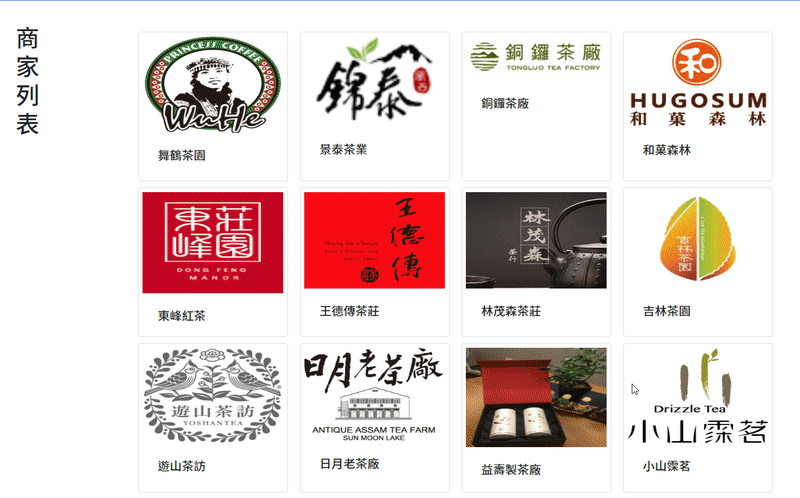 商家列表
PRINCESS COFFEE
WuHe
舞鶴茶園
錦泰
景泰茶業
銅鑼茶廠
TONGLUO TEA FACTORY
銅鑼茶廠
和
HUGOSUM
和菓森林
和菓森林
東峰莊園
DONG FENG
MANOR
東峰紅茶
王德傳
王德傳茶莊
林茂森
茶行
林茂森茶莊
吉林茶園
吉林茶園
遊山茶訪
YOSHANTEA
遊山茶訪
日月老茶廠
ANTIQUE ASSAM TEA FARM
SUN MOON LAKE
日月老茶廠
益壽製茶廠
Drizzle Tea
小山霂茗
小山霂茗